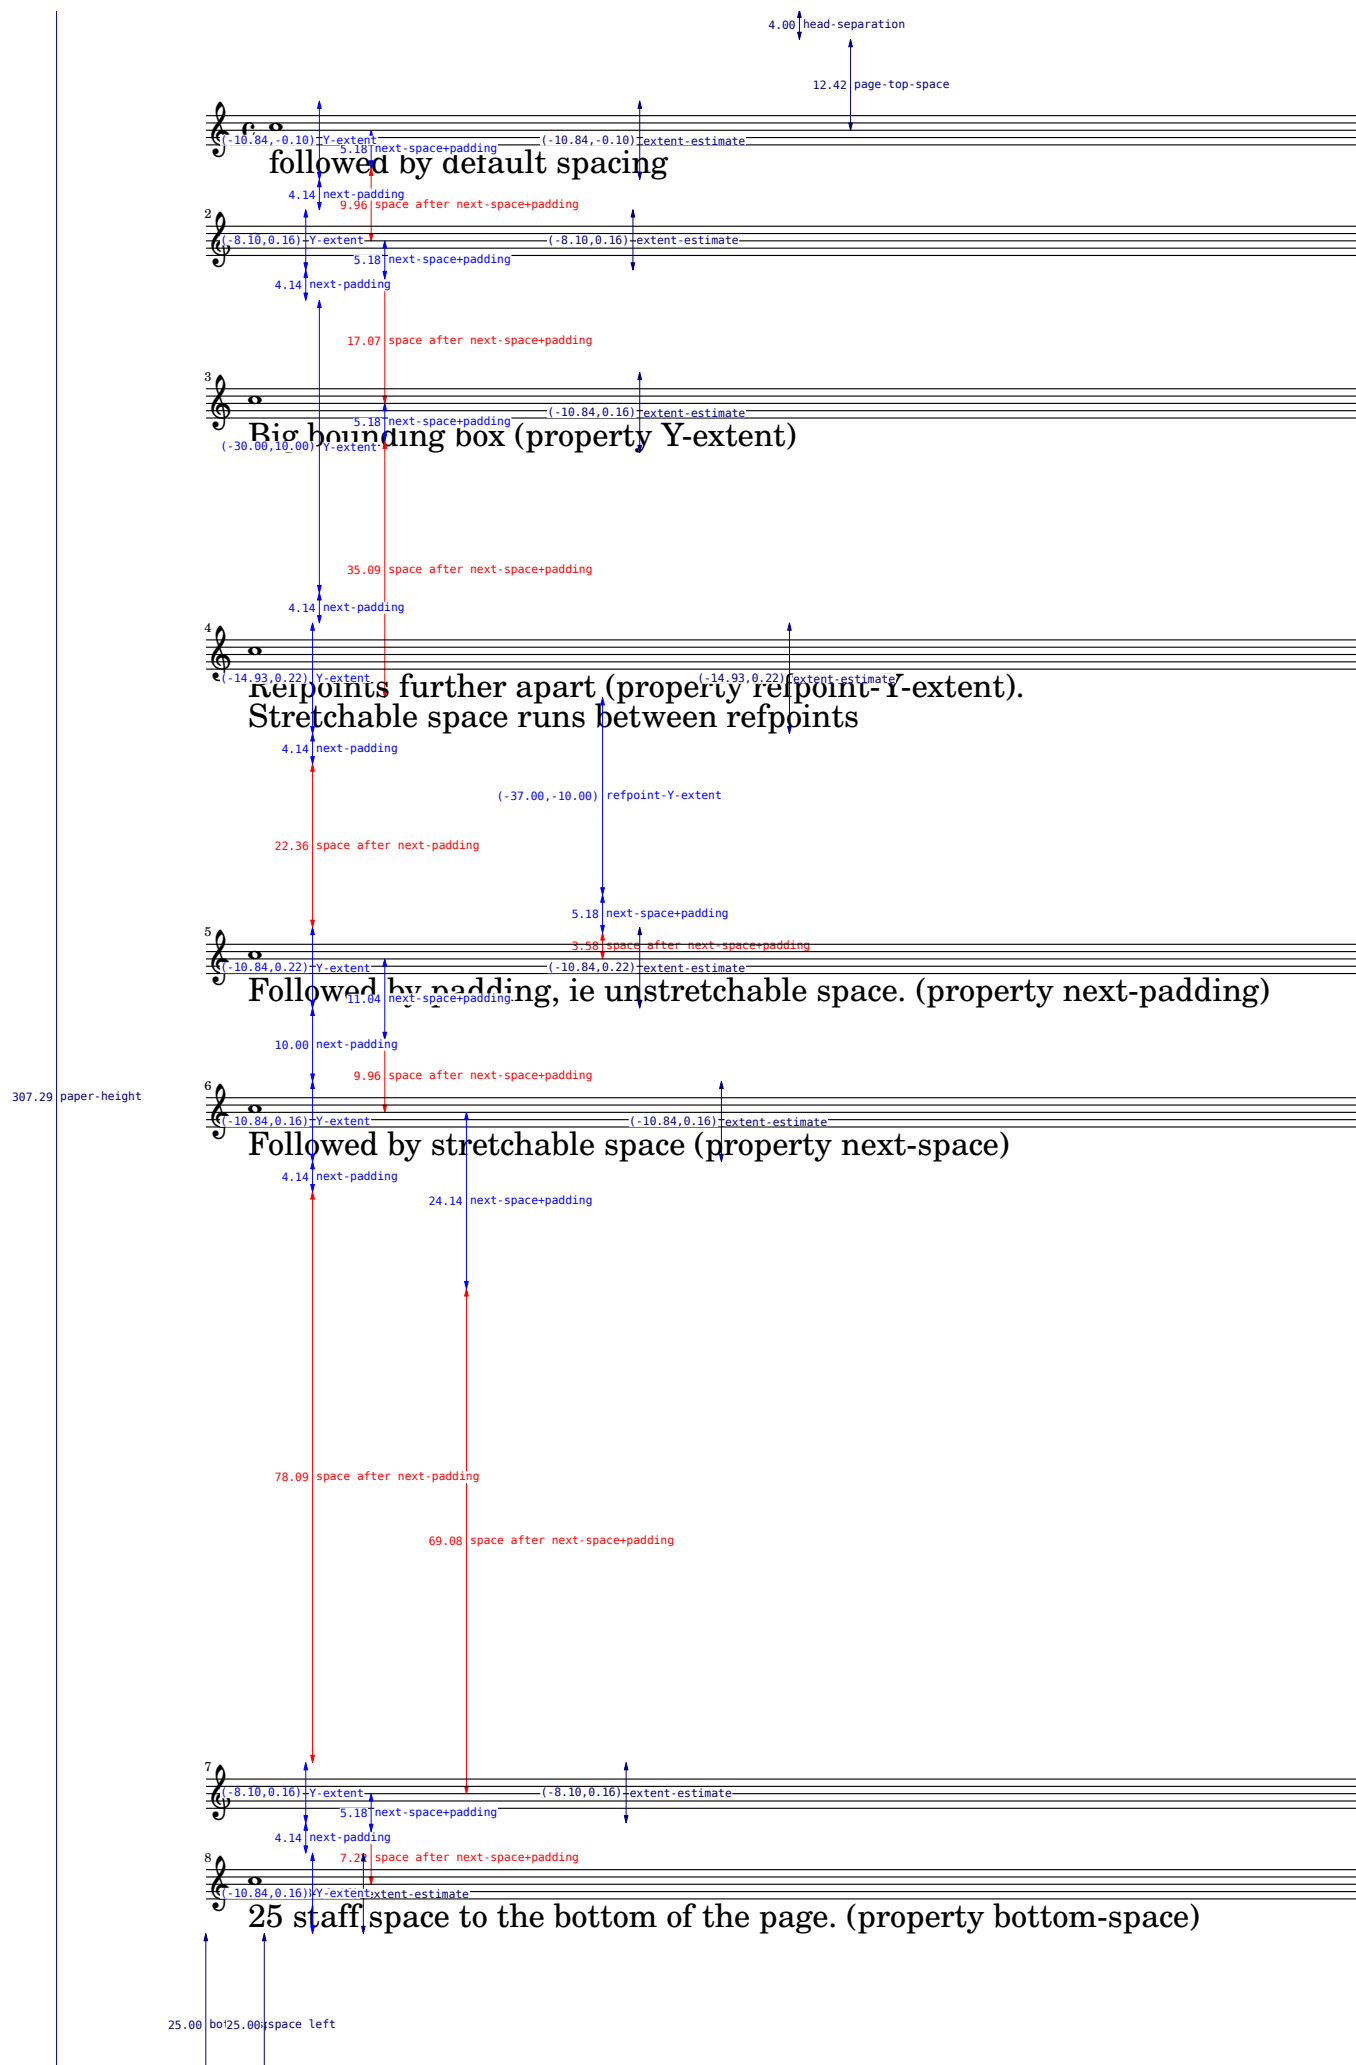 4.00 head-separation
12.42 page-top-space
(-10.84,-0.10) Y-extent
(-10.84,-0.10) extent-estimate
5.18 next-space+padding
followed by default spacing
4.14 next-padding
9.96 space after next-space+padding
2
(-8.10,0.16) Y-extent
(-8.10,0.16) extent-estimate
5.18 next-space+padding
4.14 next-padding
17.07 space after next-space+padding
3
(-10.84,0.16) extent-estimate
5.18 next-space+padding
Big bounding box (property Y-extent)
(-30.00,10.00) Y-extent
35.09 space after next-space+padding
4.14 next-padding
4
(-14.93,0.22) Y-extent
(-14.93,0.22) extent-estimate
Refpoints further apart (property refpoint-Y-extent).
Stretchable space runs between refpoints
4.14 next-padding
(-37.00,-10.00) refpoint-Y-extent
22.36 space after next-padding
5.18 next-space+padding
5
3.58 space after next-space+padding
(-10.84,0.22) Y-extent
(-10.84,0.22) extent-estimate
Followed by padding, ie unstretchable space. (property next-padding)
11.04 next-space+padding
10.00 next-padding
9.96 space after next-space+padding
6
307.29 paper-height
(-10.84,0.16) Y-extent
(-10.84,0.16) extent-estimate
Followed by stretchable space (property next-space)
4.14 next-padding
24.14 next-space+padding
78.09 space after next-padding
69.08 space after next-space+padding
7
(-8.10,0.16) Y-extent
(-8.10,0.16) extent-estimate
5.18 next-space+padding
4.14 next-padding
8
space after next-space+padding
(-10.84,0.16) Y-extent
extent-estimate
25 staff space to the bottom of the page. (property bottom-space)
25.00
25.00 space left